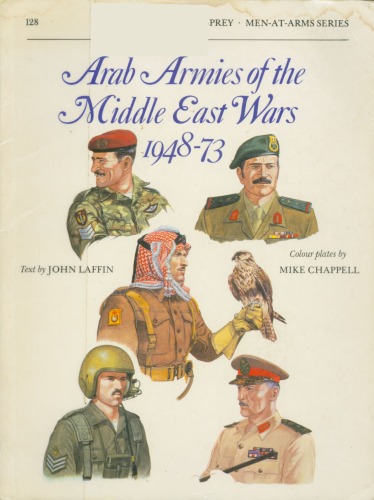 128
PREY · MEN-AT-ARMS SERIES
Arab Armies of the
Middle East Wars
1948-73
Text by JOHN LAFFIN
Colour plates by
MIKE CHAPPELL